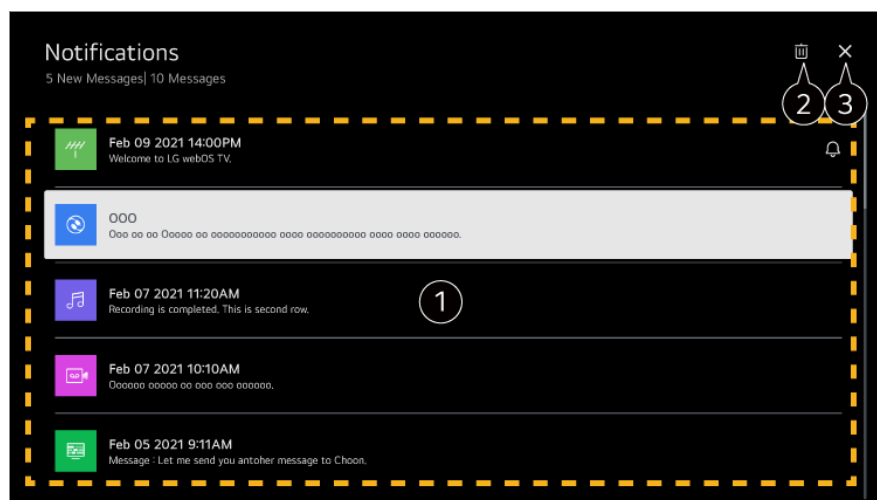 Notifications
5 New Messages| 10 Messages
2
3
Feb 09 2021 14:00PM
Welcome to LG webOS TV.
OOO
Ooo oo oo Ooooo oo ooooooooooo oooo oooooooooo oooo oooo oooooo.
Feb 07 2021 11:20AM
Recording is completed. This is second row.
1
Feb 07 2021 10:10AM
Oooooo ooooo oo ooo ooo oooooo.
Feb 05 2021 9:11AM
Message : Let me send you antoher message to Choon.